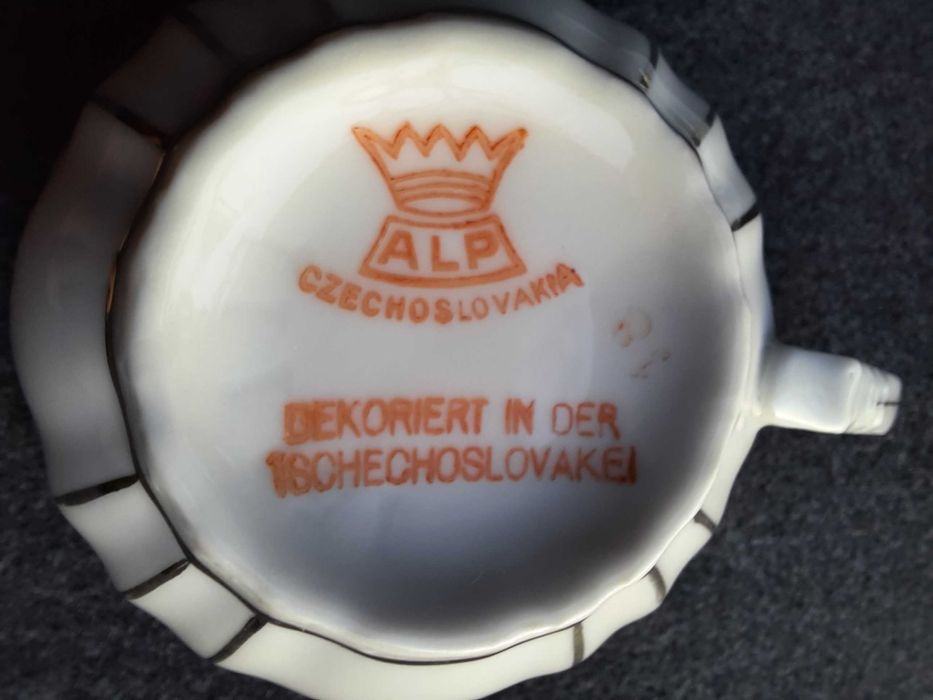 ALP
CZECHOSLOVAKIA
DEKORIERT IN DER
TSCHECHOSLOVAKEI